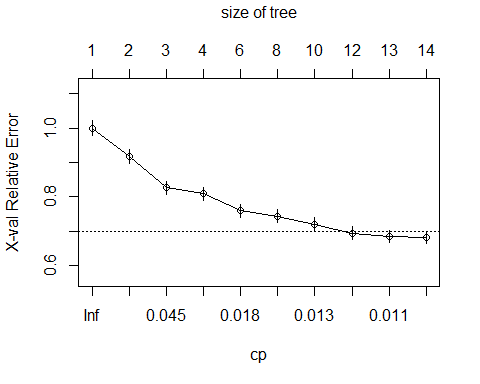 size of tree
1 2 3 4 6 8 10 12 13 14
X-val Relative Error
1.0
0.8
0.6
Inf 0.045 0.018 0.013 0.011
cp